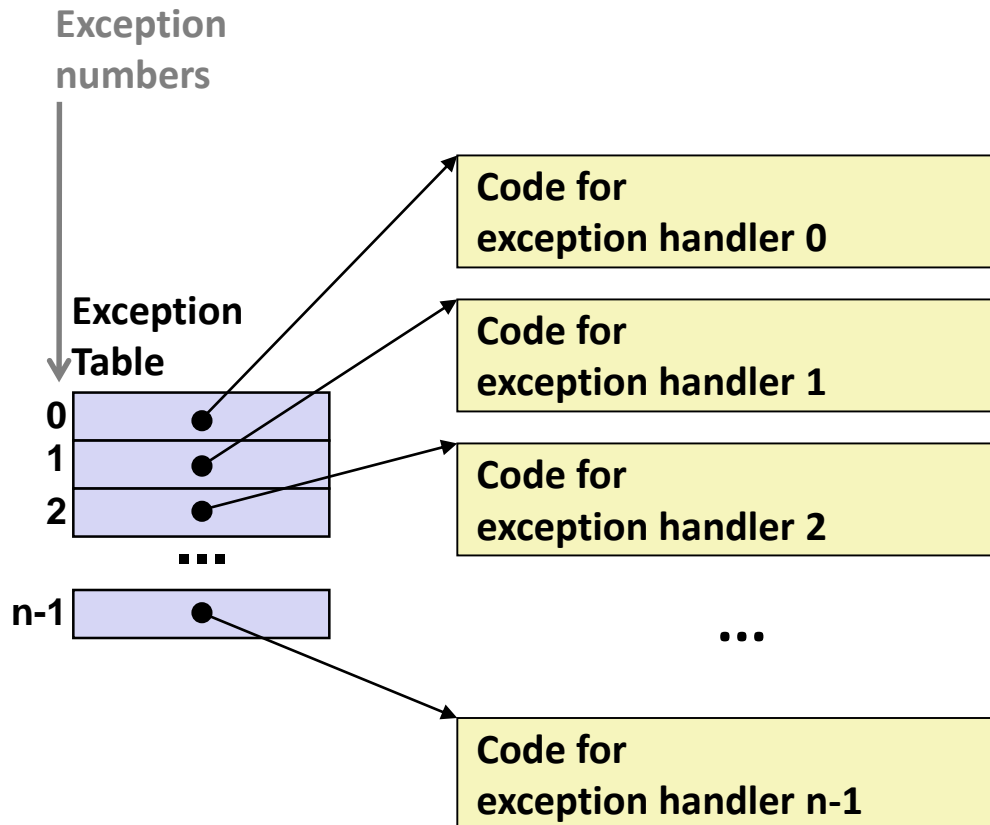 Exception
numbers
Code for
exception handler 0
Exception
Table
Code for
exception handler 1
0
1
2
Code for
exception handler 2
...
n-1
...
Code for
exception handler n-1